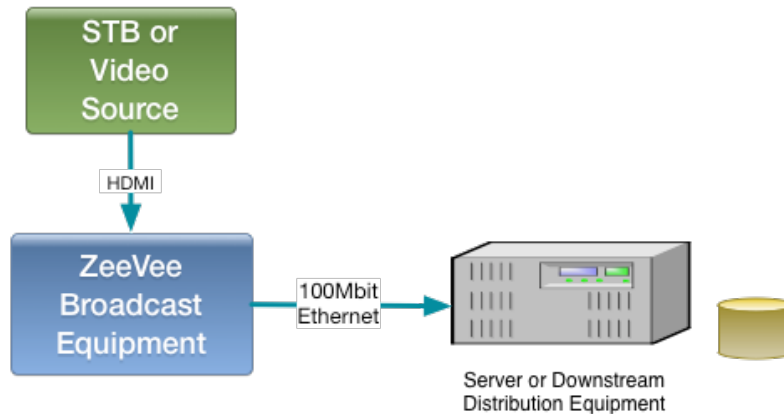 STB or
Video
Source
HDMI
ZeeVee
Broadcast
Equipment
100Mbit
Ethernet
Server or Downstream
Distribution Equipment